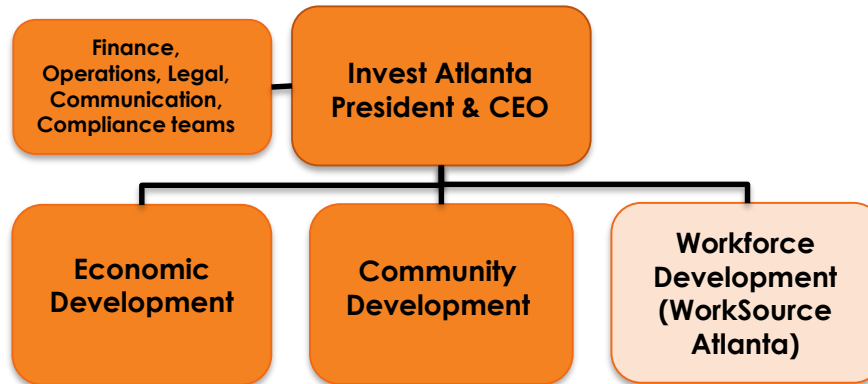 Finance,
Operations, Legal,
Communication,
Compliance teams
Invest Atlanta
President & CEO
Economic
Development
Community
Development
Workforce
Development
(WorkSource
Atlanta)